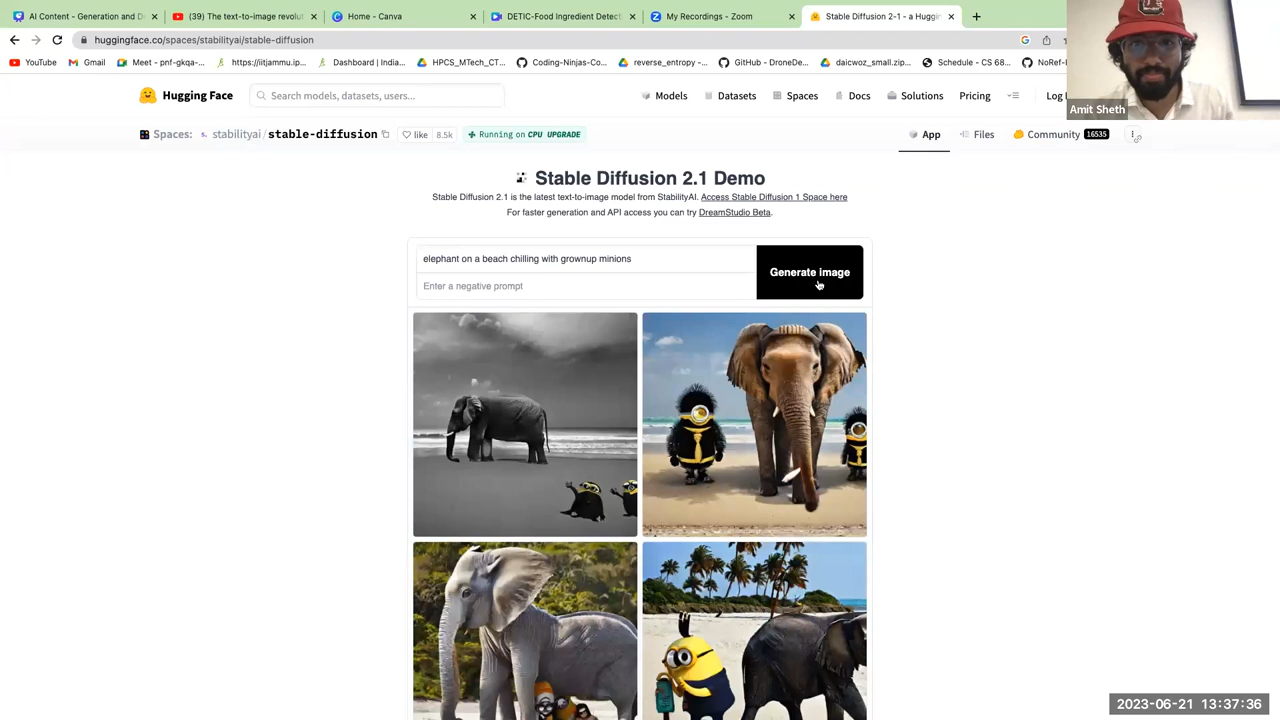 AI Content - Generation and De
(39) The text-to-image revolut
Home - Canva
DETIC-Food Ingredient Detect
My Recordings - Zoom
Stable Diffusion 2-1 - a Huggin
huggingface.co/spaces/stabilityai/stable-diffusion
YouTube
Gmail
Meet - pnf-gkqa-...
https://iitjammu.ip...
Dashboard | India...
HPCS_MTech_CT...
Coding-Ninjas-Co...
reverse_entropy -...
GitHub - DroneDe...
daicwoz_small.zip...
Schedule - CS 68...
NoRef-
Amit Sheth
Hugging Face
Search models, datasets, users...
Models
Datasets
Spaces
Docs
Solutions
Pricing
Log
Spaces:
stabilityai/stable-diffusion
like 8.5k
Running on CPU UPGRADE
App
Files
Community 16535
Stable Diffusion 2.1 Demo
Stable Diffusion 2.1 is the latest text-to-image model from StabilityAI. Access Stable Diffusion 1 Space here
For faster generation and API access you can try DreamStudio Beta.
elephant on a beach chilling with grownup minions
Enter a negative prompt
Generate image
2023-06-21 13:37:36